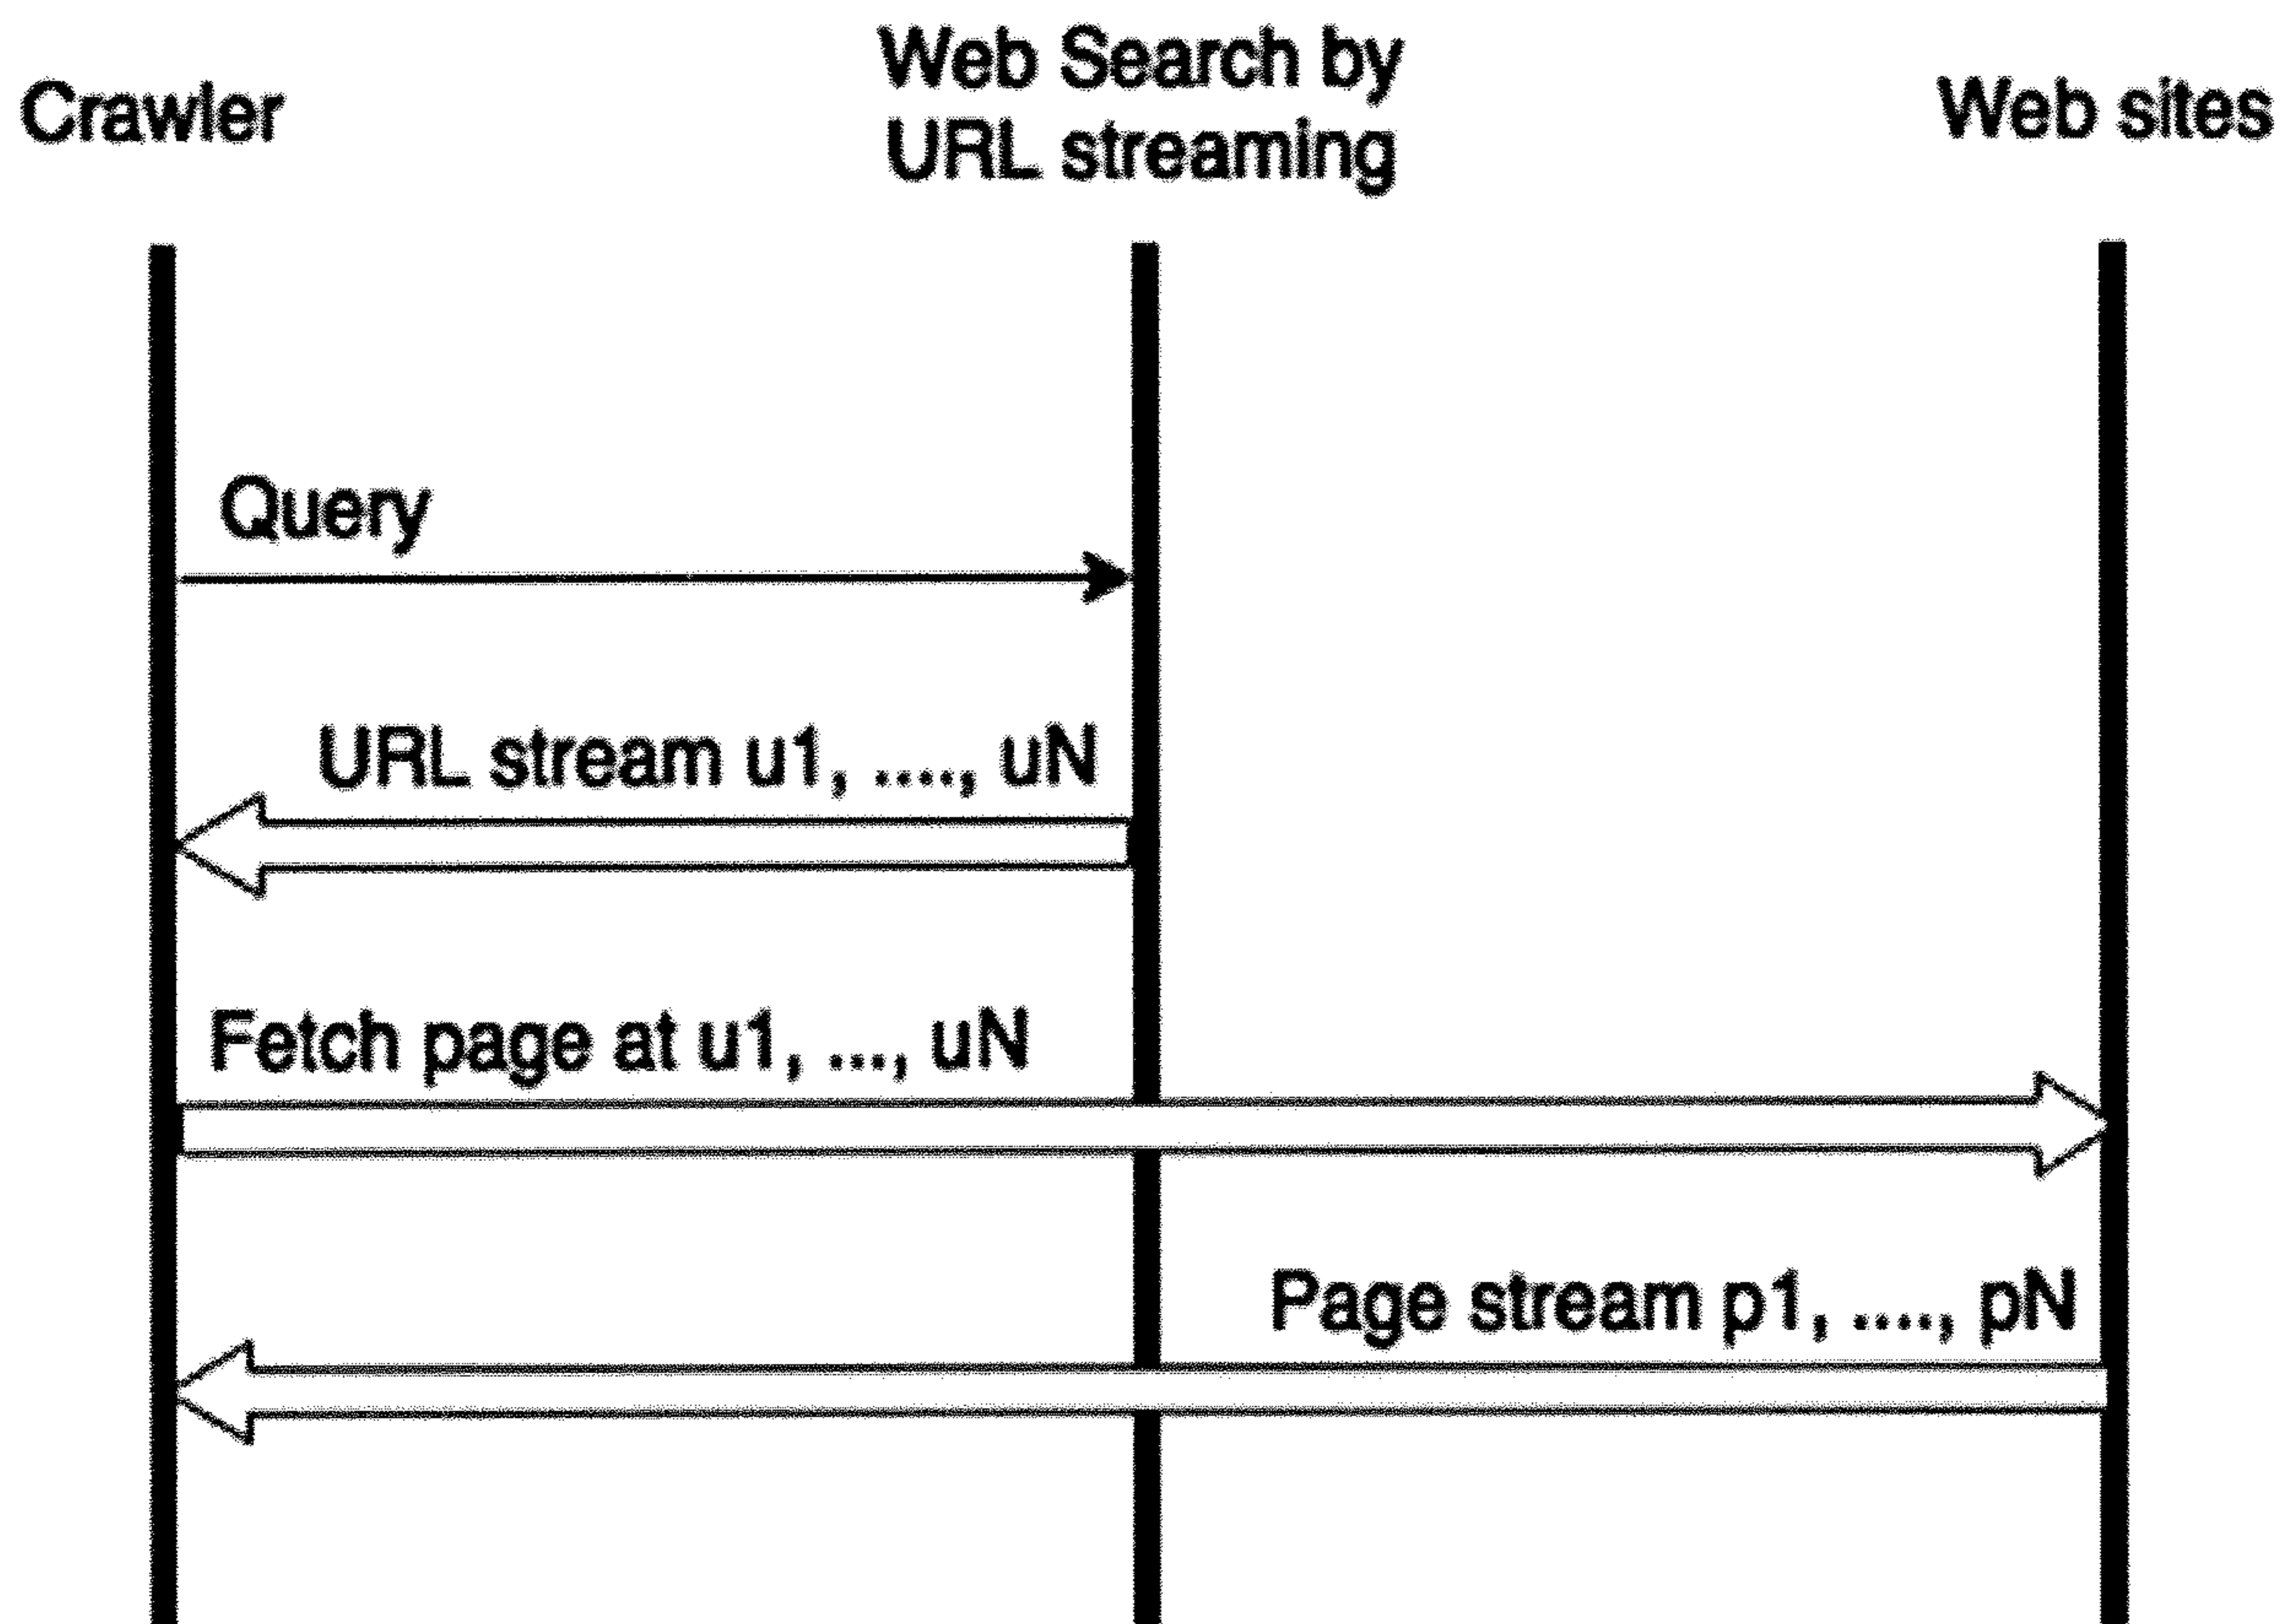 Crawler
Web Search by
URL streaming
Web sites
Query
URL stream u1, ...., uN
Fetch page at u1, ..., uN
Page stream p1, ...., pN